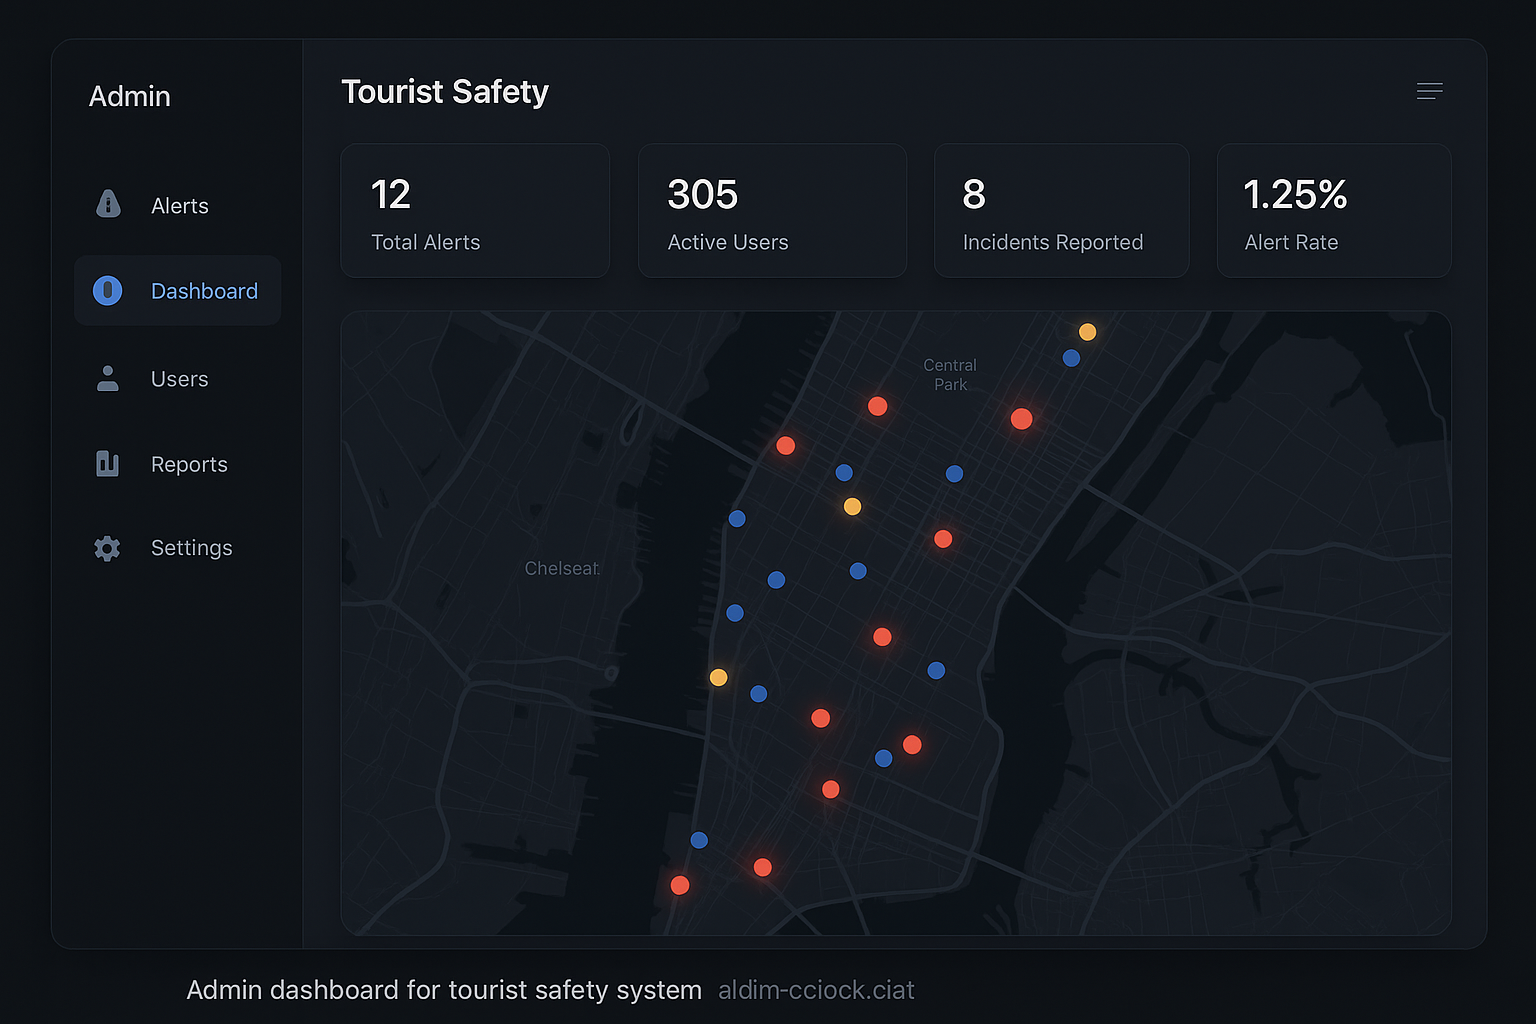 Admin
Alerts
Dashboard
Users
Reports
Settings
Tourist Safety
12
Total Alerts
305
Active Users
8
Incidents Reported
1.25%
Alert Rate
Central
Park
Chelseat
Admin dashboard for tourist safety system aldim-cciock.ciat